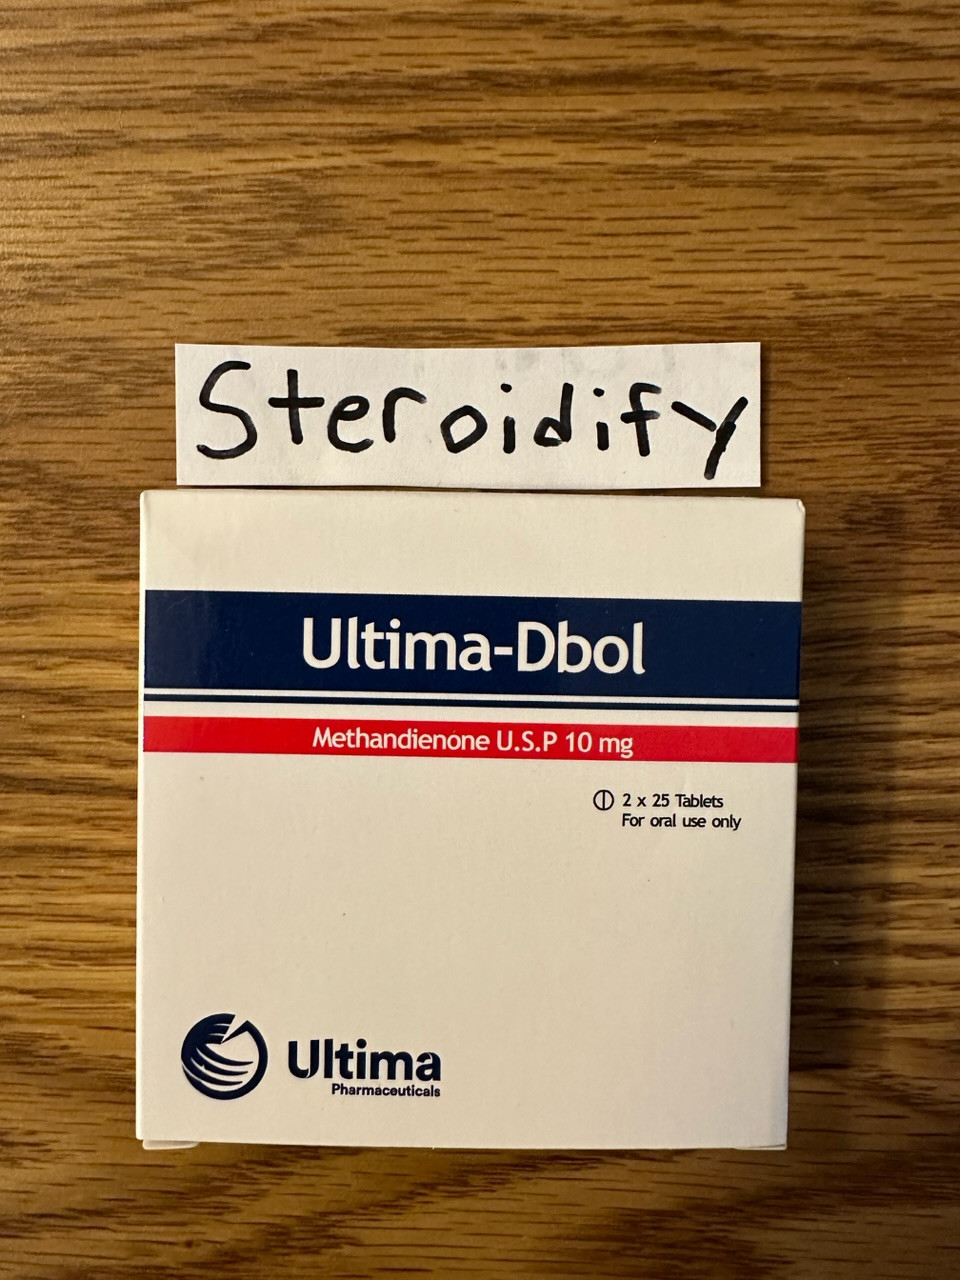 Steroidify
Ultima-Dbol
Methandienone U.S.P 10 mg
2 x 25 Tablets
For oral use only
Ultima
Pharmaceuticals